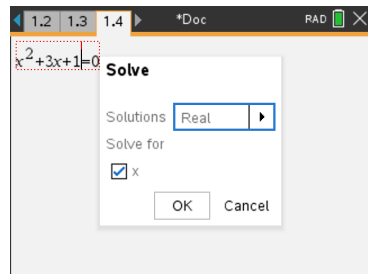 1.2 1.3 1.4 *Doc RAD
x²+3x+1=0
Solve
Solutions Real
Solve for
x
OK Cancel